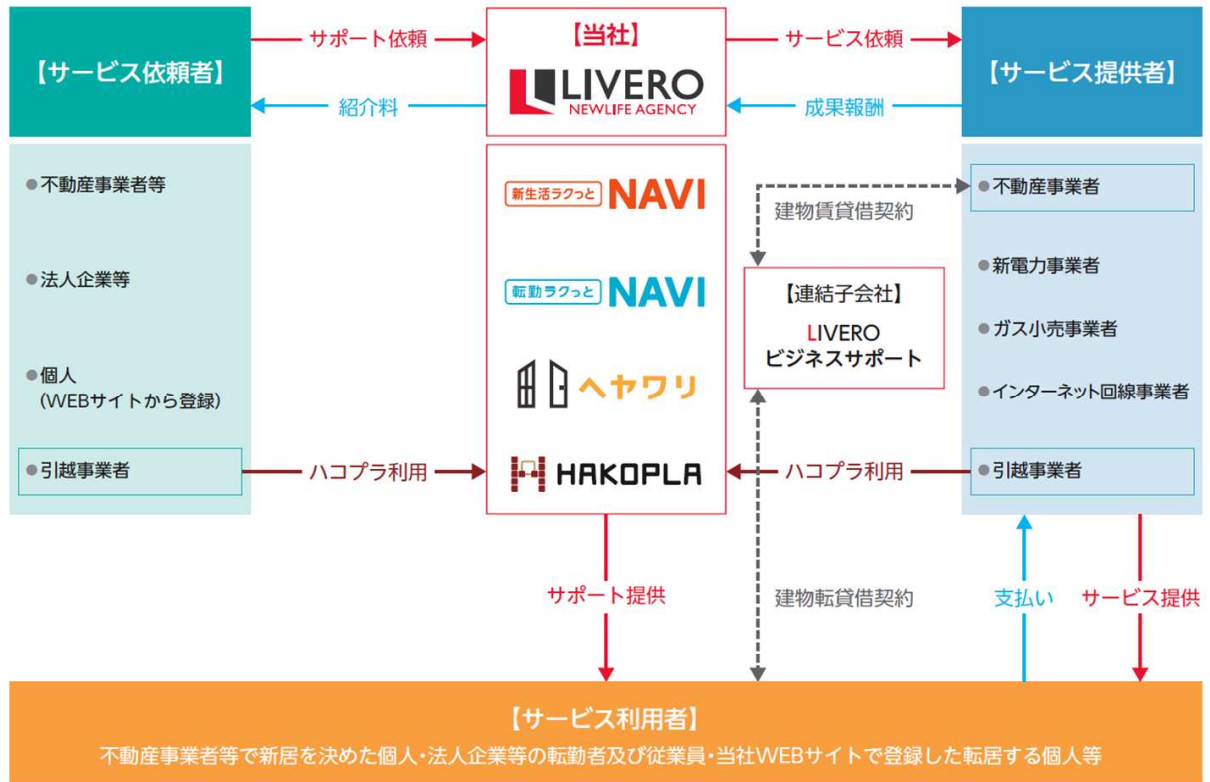 【サービス依頼者】
サポート依頼
紹介料
【当社】
LIVERO
NEWLIFE AGENCY
サービス依頼
成果報酬
【サービス提供者】
●不動産事業者等
●法人企業等
●個人
(WEBサイトから登録)
●引越事業者
ハコプラ利用
新生活ラクっと NAVI
転勤ラクっと NAVI
ヘヤワリ
HAKOPLA
建物賃貸借契約
【連結子会社】
LIVERO
ビジネスサポート
ハコプラ利用
●不動産事業者
●新電力事業者
●ガス小売事業者
●インターネット回線事業者
●引越事業者
サポート提供
建物転貸借契約
支払い
サービス提供
【サービス利用者】
不動産事業者等で新居を決めた個人・法人企業等の転勤者及び従業員・当社WEBサイトで登録した転居する個人等